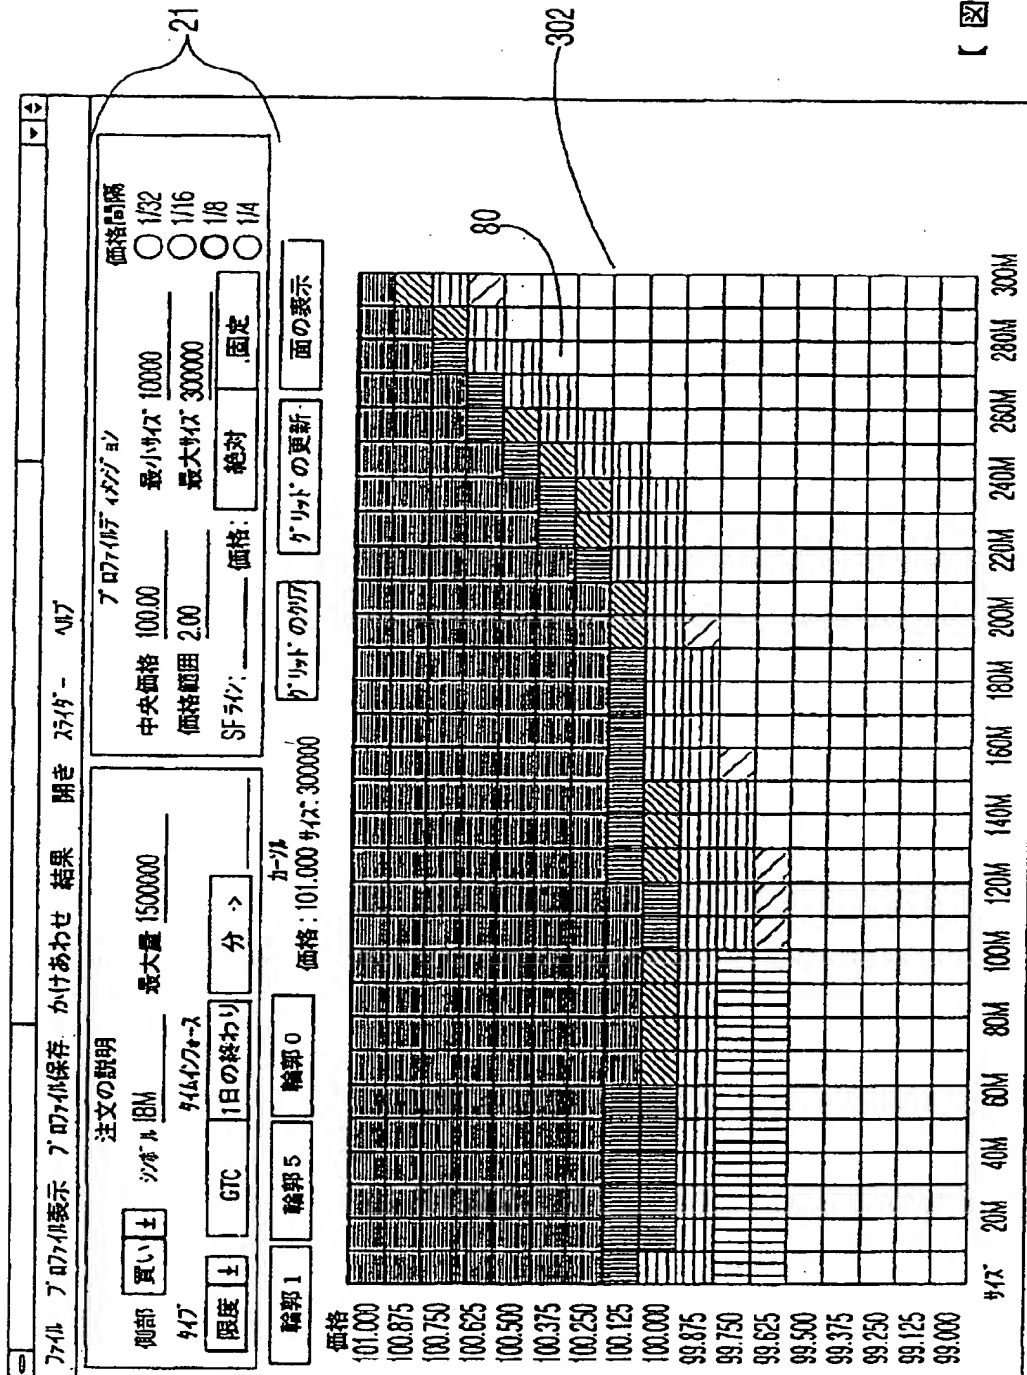 【図
21
ファイル プロファイル表示 プロファイル保存 かけあわせ 結果 開き スライダー ヘルプ
注文の説明
側部 買い ± シンボル IBM 最大量 1500000
タイプ タイムインフォース
限度 ± GTC 1日の終わり 分 ->
プロファイルディメンジョン
中央価格 100.00 最小サイズ 10000
価格範囲 2.00 最大サイズ 300000
SFライン: 価格: 絶対 固定
価格間隔
1/32
1/16
1/8
1/4
輪郭 1 輪郭 5 輪郭 0
カーソル
価格: 101.000 サイズ: 300000
グリッドのクリア グリッドの更新 面の表示
302
80
価格
101.000
100.875
100.750
100.625
100.500
100.375
100.250
100.125
100.000
99.875
99.750
99.625
99.500
99.375
99.250
99.125
99.000
サイズ 20M 40M 60M 80M 100M 120M 140M 160M 180M 200M 220M 240M 260M 280M 300M